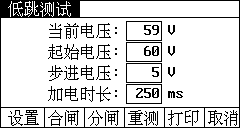 低跳测试
当前电压: 59 V
起始电压: 60 V
步进电压: 5 V
加电时长: 250 ms
设置 合闸 分闸 重测 打印 取消